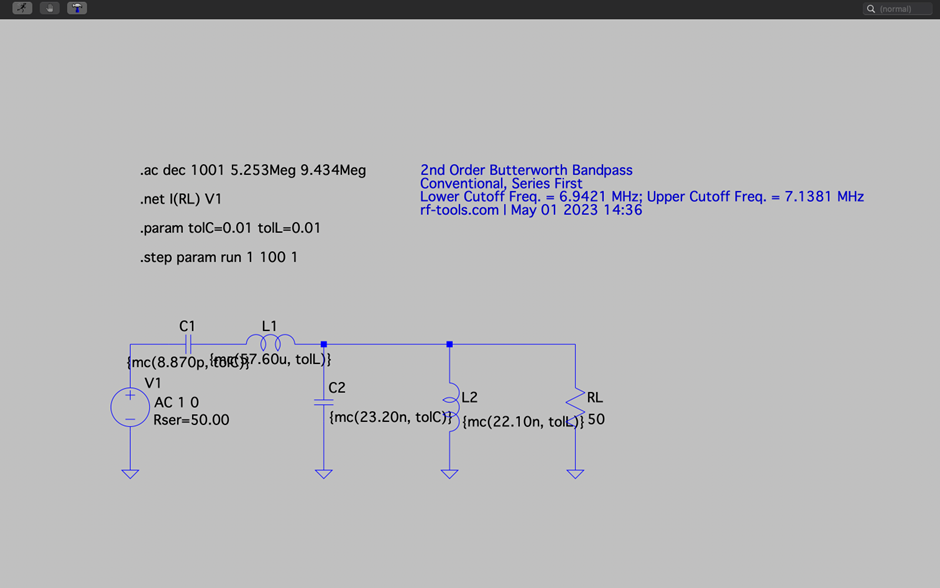 (normal)
.ac dec 1001 5.253Meg 9.434Meg
.net I(RL) V1
.param tolC=0.01 tolL=0.01
.step param run 1 100 1
2nd Order Butterworth Bandpass
Conventional, Series First
Lower Cutoff Freq. = 6.9421 MHz; Upper Cutoff Freq. = 7.1381 MHz
rf-tools.com | May 01 2023 14:36
C1
L1
{mc(8.870p, tolC)}
{mc(57.60u, tolL)}
V1
AC 1 0
Rser=50.00
C2
{mc(23.20n, tolC)}
L2
{mc(22.10n, tolL)}
RL
50